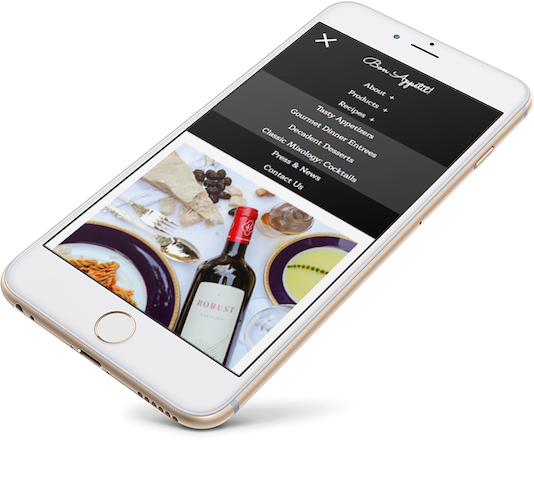 Bon Appétit!
About +
Products +
Recipes +
Tasty Appetizers
Gourmet Dinner Entrees
Decadent Desserts
Classic Mixology: Cocktails
Press & News
Contact Us
ROBUST